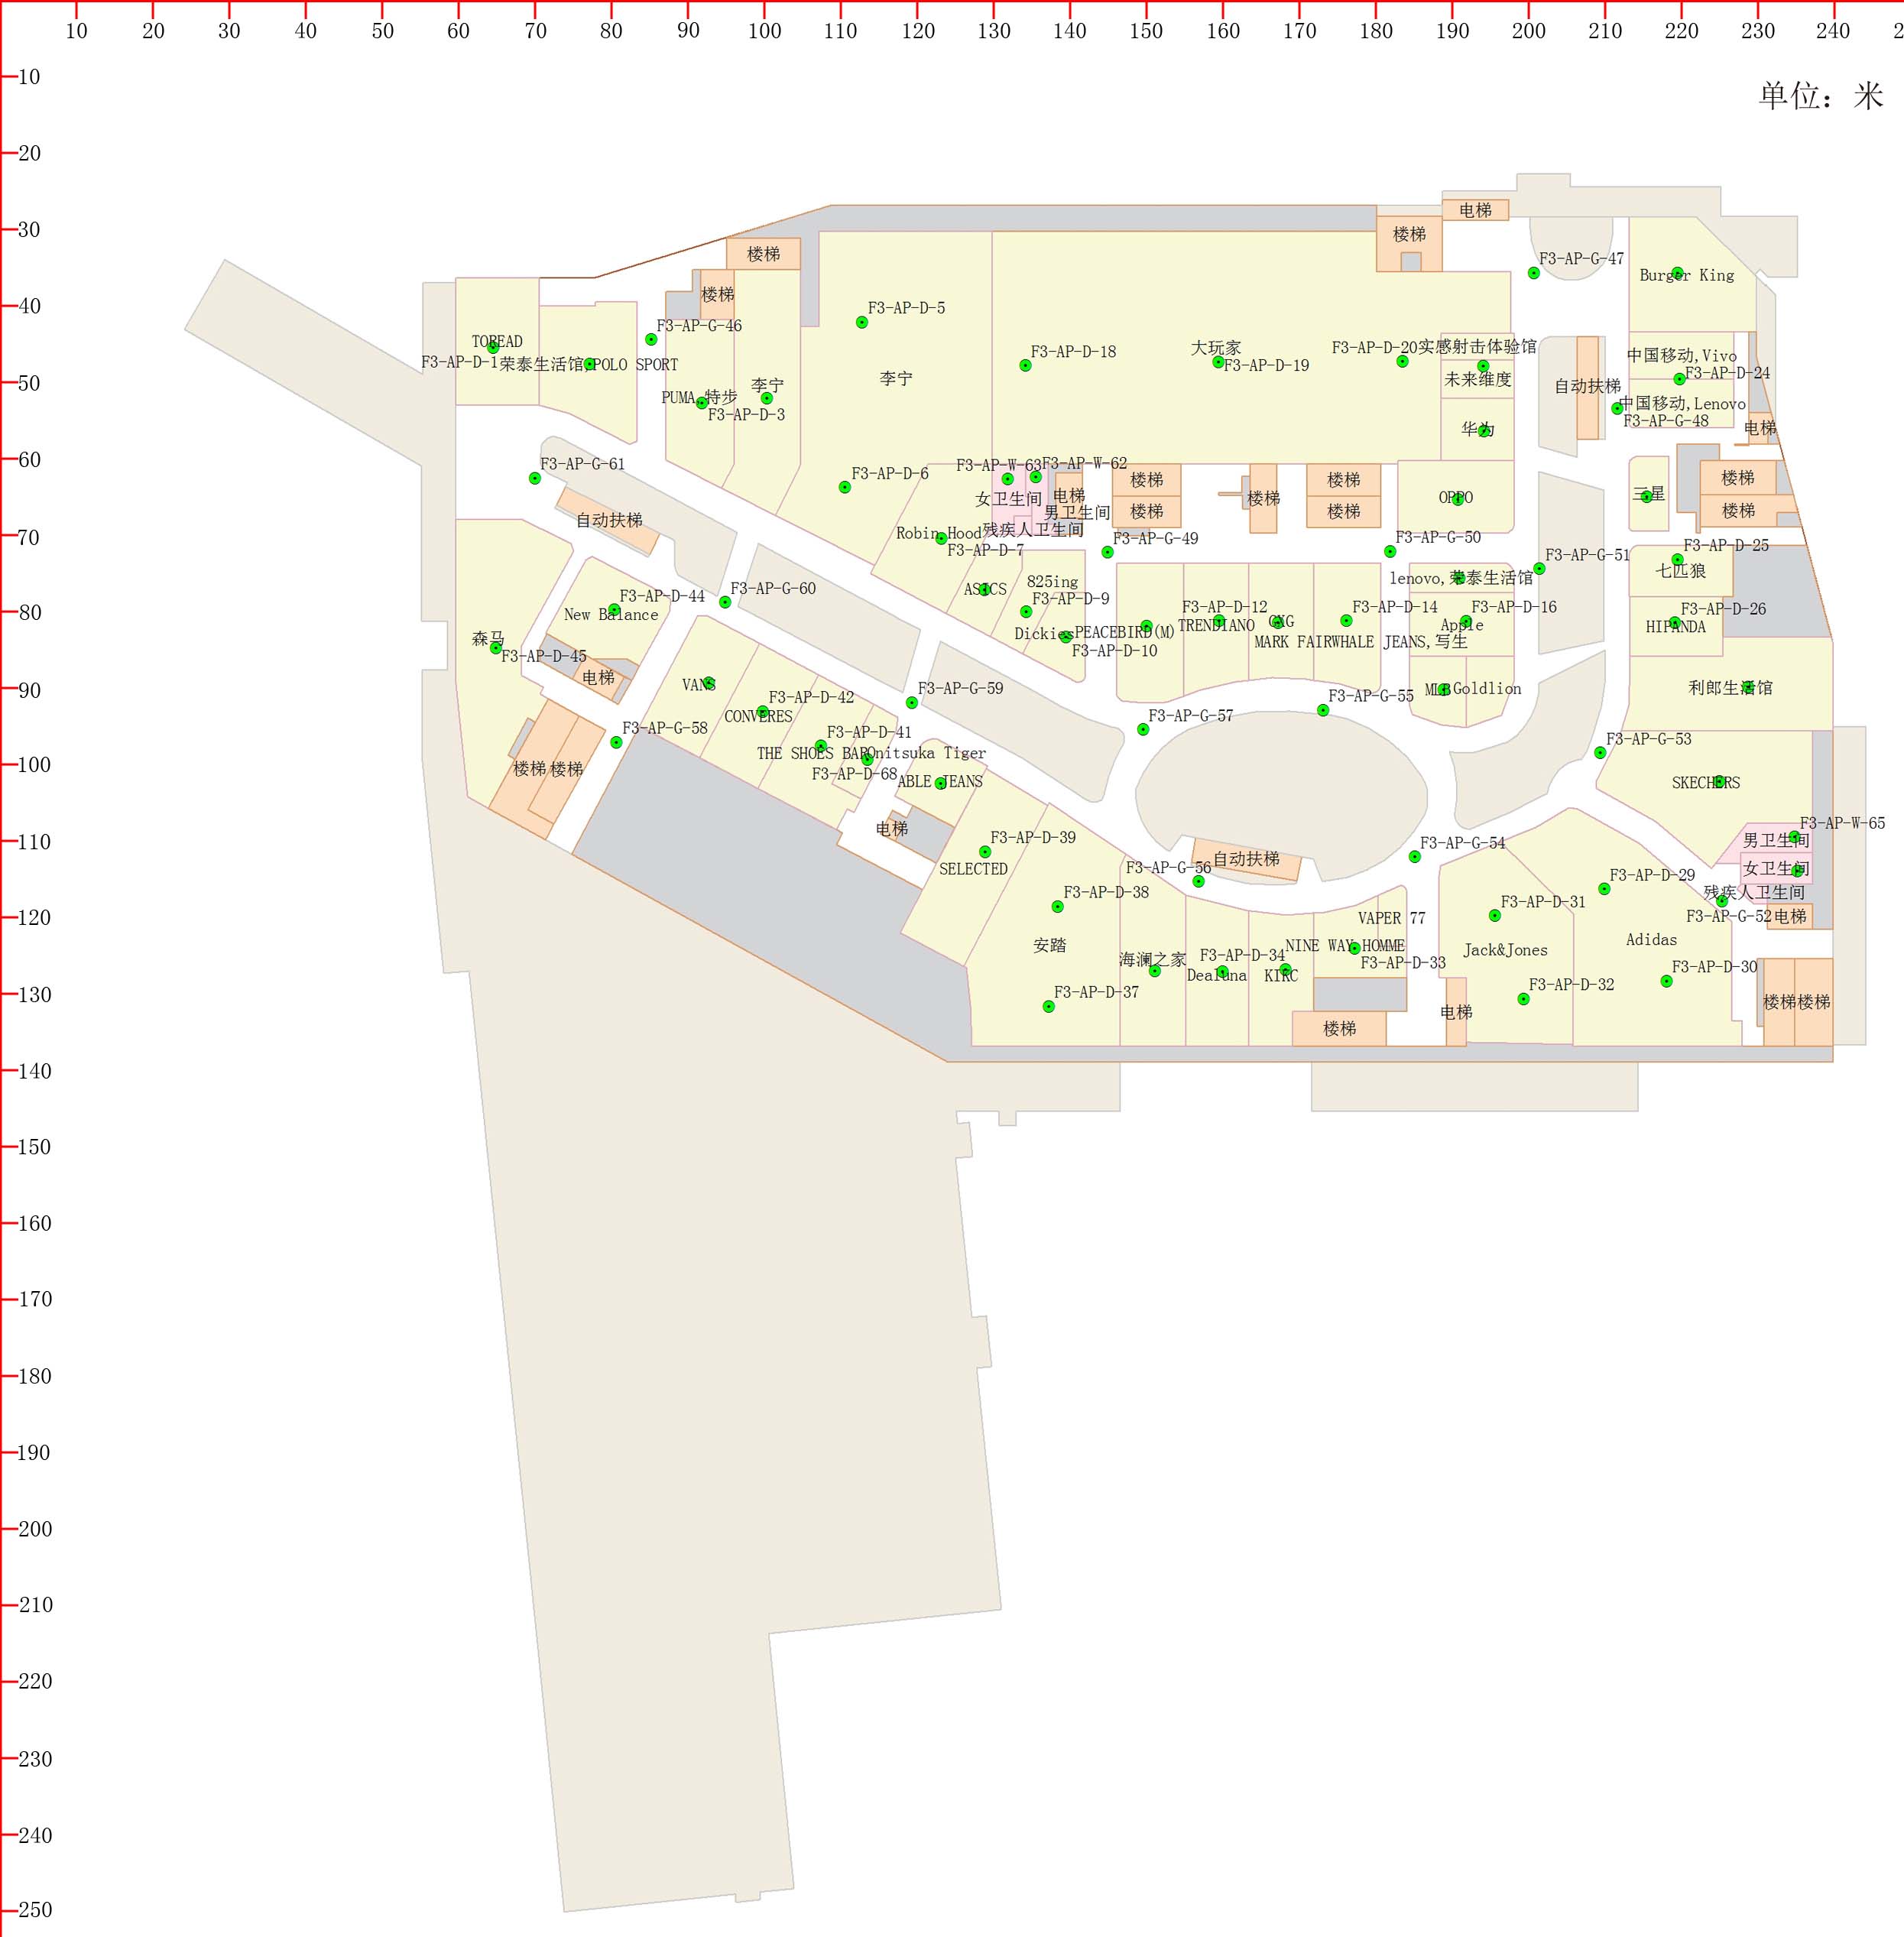 10 20 30 40 50 60 70 80 90 100 110 120 130 140 150 160 170 180 190 200 210 220 230 240 2
10
20
30
40
50
60
70
80
90
100
110
120
130
140
150
160
170
180
190
200
210
220
230
240
250
单位：米
电梯
楼梯
楼梯
楼梯
F3-AP-G-47
Burger King
F3-AP-D-5
F3-AP-G-46
TOREAD
F3-AP-D-1
荣泰生活馆,POLO SPORT
PUMA,特步
F3-AP-D-3
李宁
李宁
F3-AP-D-18
大玩家
F3-AP-D-19
F3-AP-D-20
实感射击体验馆
未来维度
华为
自动扶梯
中国移动,Vivo
F3-AP-D-24
中国移动,Lenovo
F3-AP-G-48
电梯
F3-AP-G-61
自动扶梯
F3-AP-D-6
F3-AP-W-63
F3-AP-W-62
女卫生间
电梯
男卫生间
残疾人卫生间
楼梯
楼梯
楼梯
楼梯
楼梯
OPPO
三星
楼梯
楼梯
Robin Hood
F3-AP-D-7
F3-AP-G-49
F3-AP-G-50
F3-AP-G-51
F3-AP-D-25
七匹狼
ASICS
825ing
F3-AP-D-9
Dickies
PEACEBIRD(M)
F3-AP-D-10
F3-AP-D-12
TRENDIANO
GXG
F3-AP-D-14
MARK FAIRWHALE JEANS,写生
lenovo,荣泰生活馆
F3-AP-D-16
Apple
F3-AP-D-26
HIPANDA
F3-AP-D-44
New Balance
F3-AP-G-60
森马
F3-AP-D-45
电梯
VANS
F3-AP-D-42
CONVERES
F3-AP-G-59
MLB
Goldlion
利郎生活馆
F3-AP-G-55
F3-AP-G-57
F3-AP-G-58
F3-AP-D-41
THE SHOES BAR
Onitsuka Tiger
F3-AP-D-68
ABLE JEANS
楼梯
楼梯
F3-AP-G-53
SKECHERS
电梯
F3-AP-D-39
SELECTED
自动扶梯
F3-AP-G-56
F3-AP-G-54
F3-AP-W-65
男卫生间
女卫生间
残疾人卫生间
F3-AP-G-52
电梯
F3-AP-D-38
安踏
F3-AP-D-37
海澜之家
F3-AP-D-34
Dealuna
KIRC
VAPER 77
NINE WAY HOMME
F3-AP-D-33
F3-AP-D-31
Jack&Jones
F3-AP-D-32
F3-AP-D-29
Adidas
F3-AP-D-30
楼梯
电梯
楼梯
楼梯